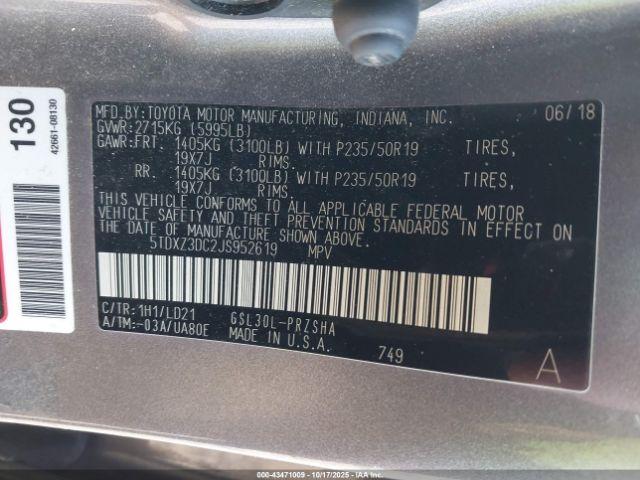 130
42661-08130
MFD.BY:TOYOTA MOTOR MANUFACTURING, INDIANA, INC. 06/18
GVWR:2715KG (5995LB)
GAWR:FRT. 1405KG (3100LB) WITH P235/50R19 TIRES,
19X7J RIMS.
RR. 1405KG (3100LB) WITH P235/50R19 TIRES,
19X7J RIMS.
THIS VEHICLE CONFORMS TO ALL APPLICABLE FEDERAL MOTOR
VEHICLE SAFETY AND THEFT PREVENTION STANDARDS IN EFFECT ON
THE DATE OF MANUFACTURE SHOWN ABOVE.
5TDXZ3DC2JS952619 MPV
C/TR:1H1/LD21 GSL30L-PRZSHA
A/TM:-03A/UA80E MADE IN U.S.A.
749 A
© 0000-43471009 | 10/17/2025 | Copart, Inc.